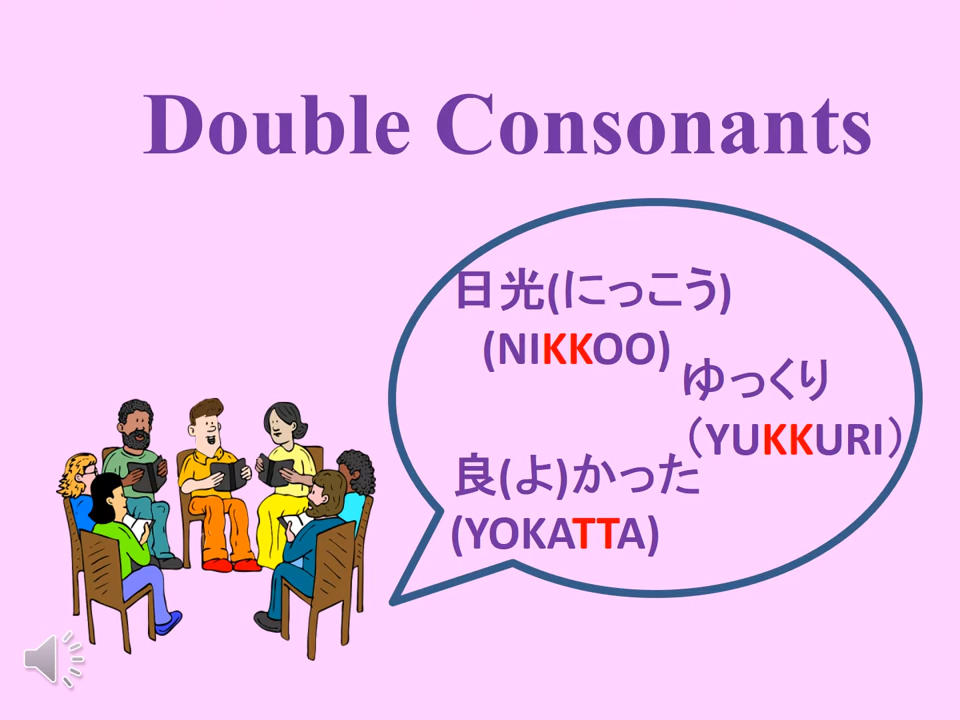 Double Consonants
日光(にっこう)
(NIKKOO)
ゆっくり
（YUKKURI）
良(よ)かった
(YOKATTA)